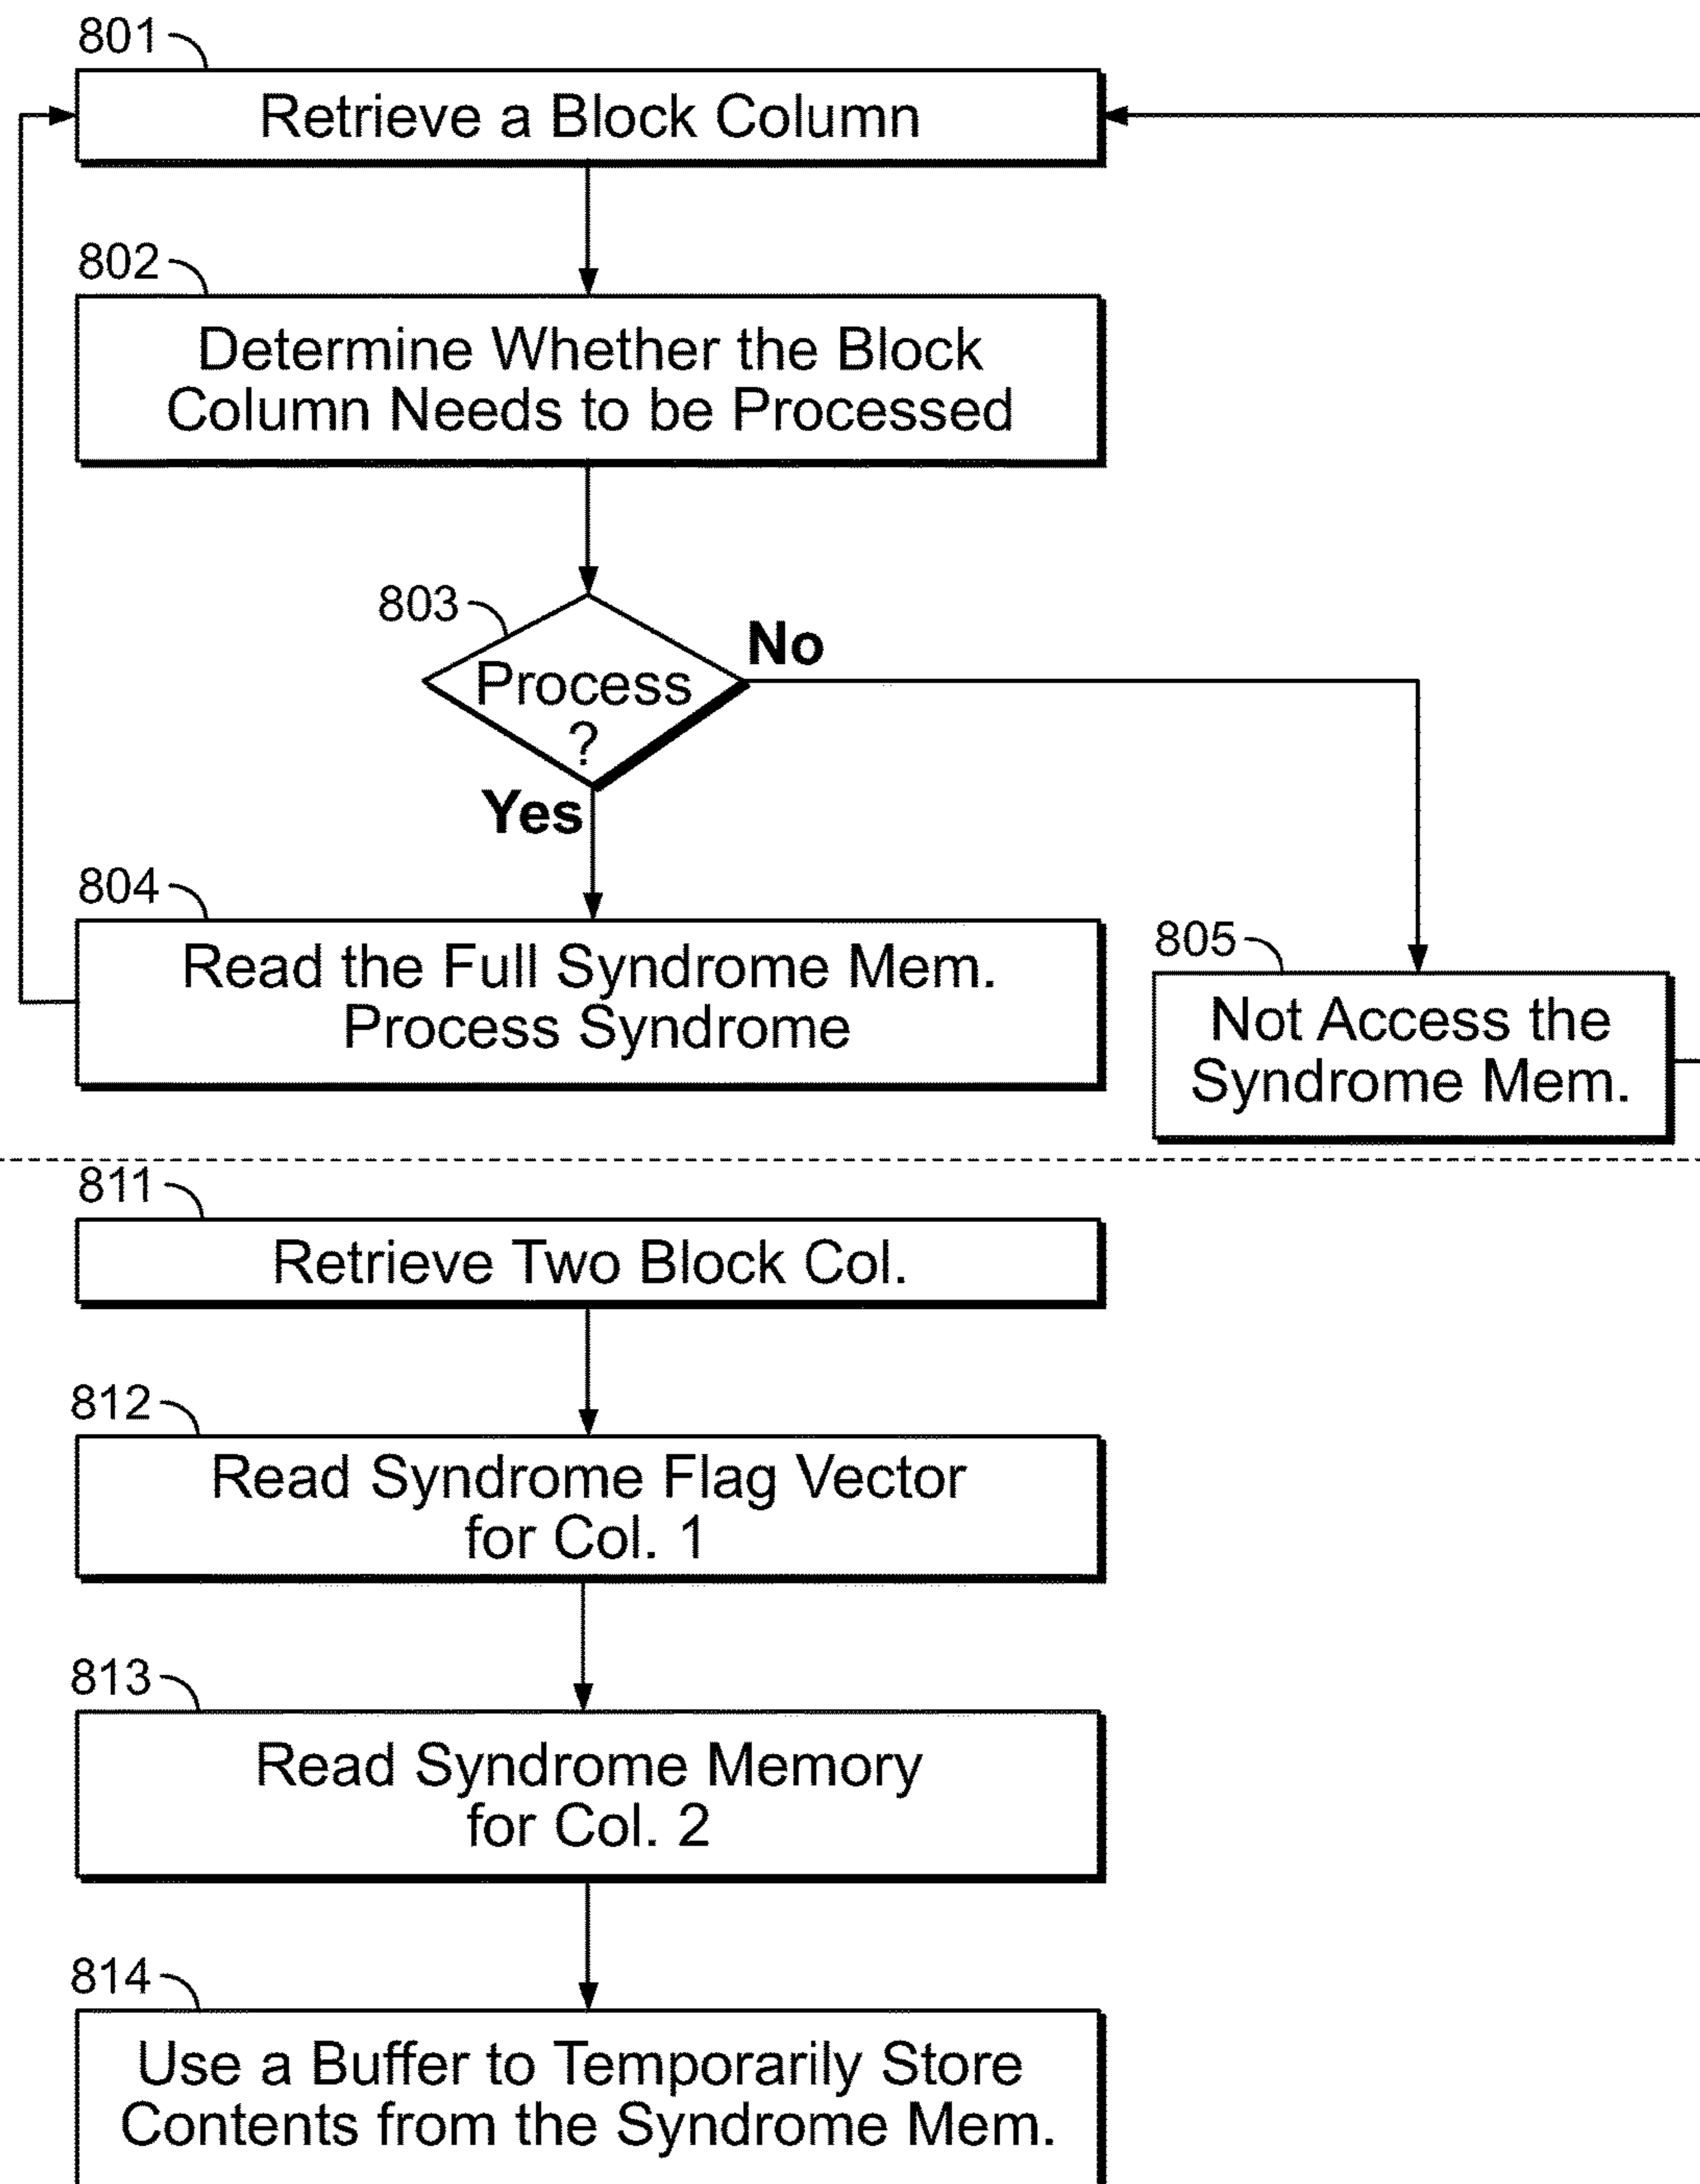 801
Retrieve a Block Column
802
Determine Whether the Block
Column Needs to be Processed
803
Process
?
No
Yes
804
Read the Full Syndrome Mem.
Process Syndrome
805
Not Access the
Syndrome Mem.
811
Retrieve Two Block Col.
812
Read Syndrome Flag Vector
for Col. 1
813
Read Syndrome Memory
for Col. 2
814
Use a Buffer to Temporarily Store
Contents from the Syndrome Mem.